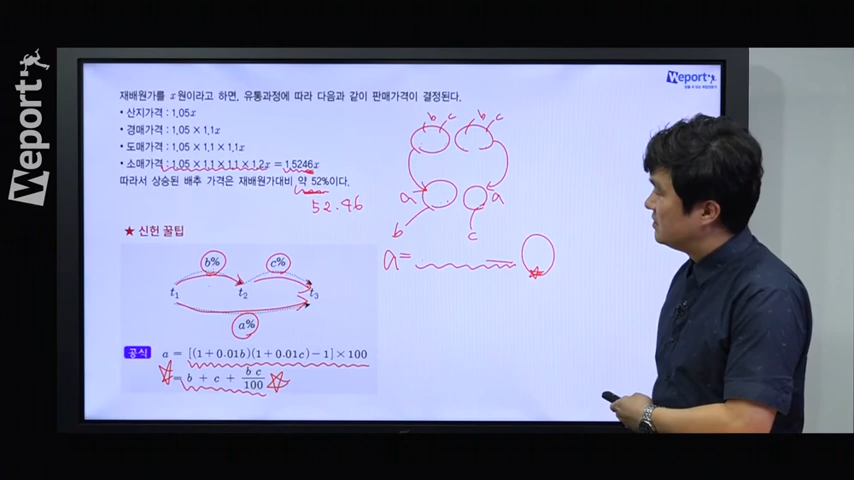 Weport
Weport
재배원가를 x원이라고 하면, 유통과정에 따라 다음과 같이 판매가격이 결정된다.
• 산지가격 : 1.05x
• 경매가격 : 1.05 × 1.1x
• 도매가격 : 1.05 × 1.1 × 1.1x
• 소매가격 : 1.05 × 1.1 × 1.1 × 1.2x = 1.5246x
따라서 상승된 배추 가격은 재배원가대비 약 52%이다.
52.46
★ 신헌 꿀팁
b% c%
t₁ t₂ t₃
a%
공식 a = [(1+0.01b)(1+0.01c)−1]×100
= b + c + bc/100
b c b c
a a
b c
a =